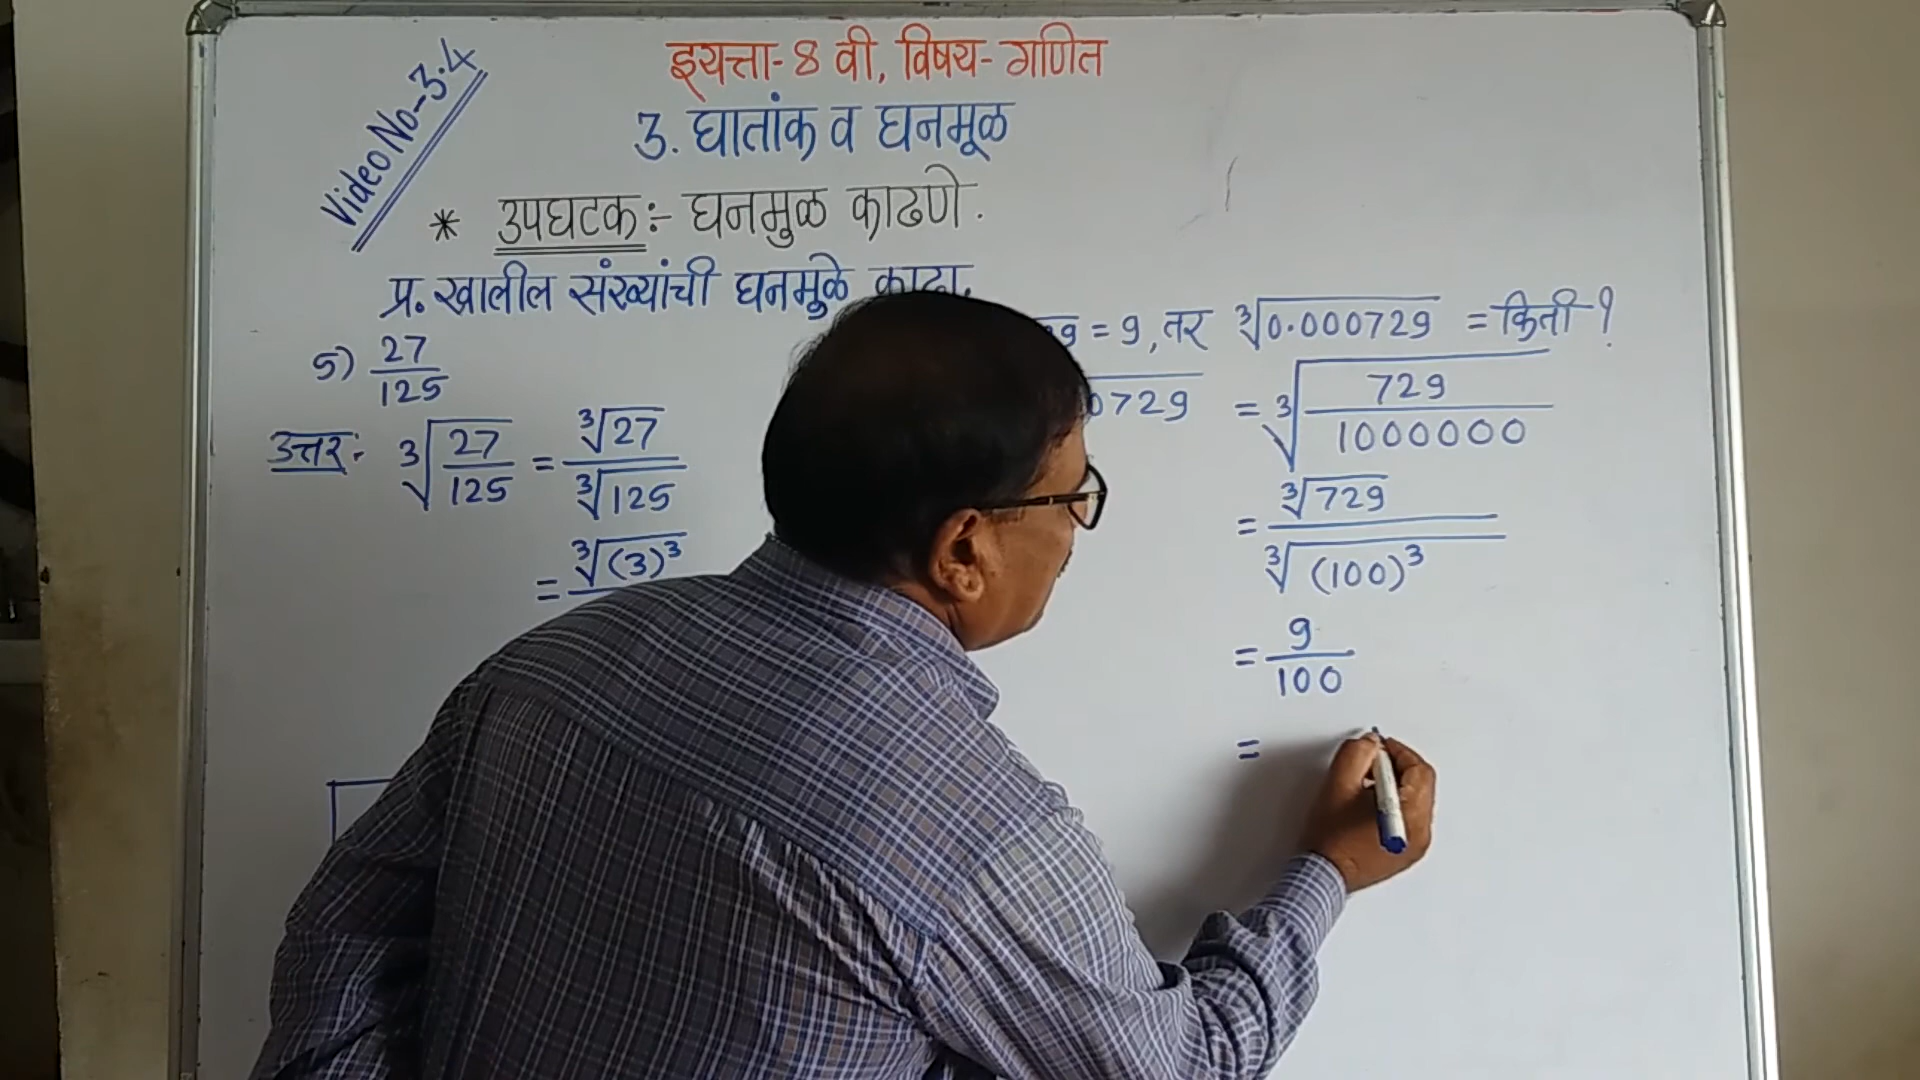 Video No-3.4
इयत्ता- 8 वी, विषय- गणित
3. घातांक व घनमूळ
* उपघटक:- घनमुळ काढणे.
प्र. खालील संख्यांची घनमुळे काढा.
5) 27/125
उत्तर:- ∛(27/125) = ∛27/∛125
= ∛(3)³
9 = 9, तर ∛0.000729 = किती?
0729 = ∛(729/1000000)
= ∛729/∛(100)³
= 9/100
=